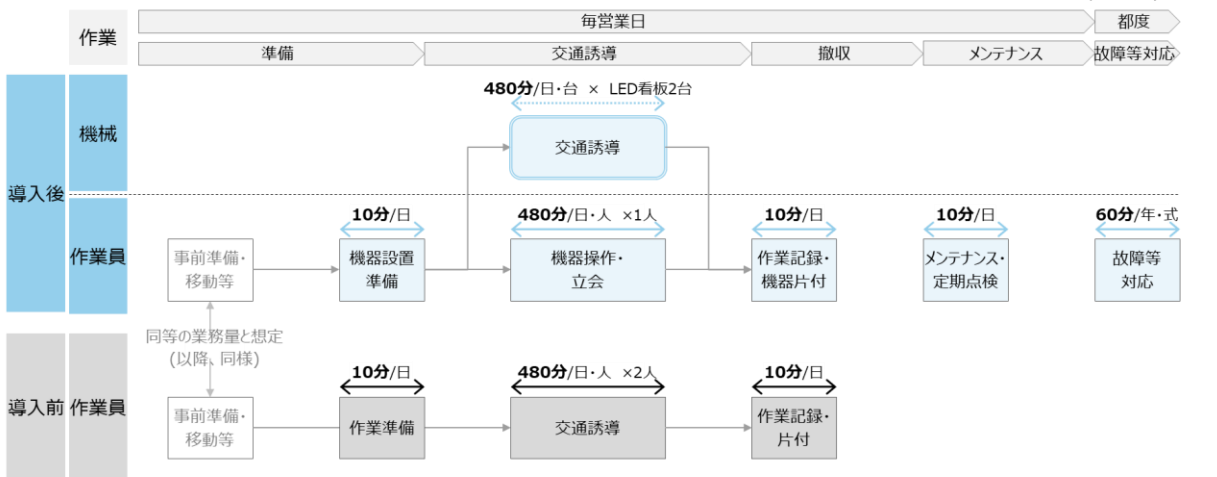 作業
毎営業日
都度
準備
交通誘導
撤収
メンテナンス
故障等対応
導入後
機械
480分/日・台 × LED看板2台
交通誘導
作業員
10分/日
480分/日・人 ×1人
10分/日
10分/日
60分/年・式
事前準備・
移動等
機器設置
準備
機器操作・
立会
作業記録・
機器片付
メンテナンス・
定期点検
故障等
対応
同等の業務量と想定
(以降、同様)
導入前
作業員
10分/日
480分/日・人 ×2人
10分/日
事前準備・
移動等
作業準備
交通誘導
作業記録・
片付